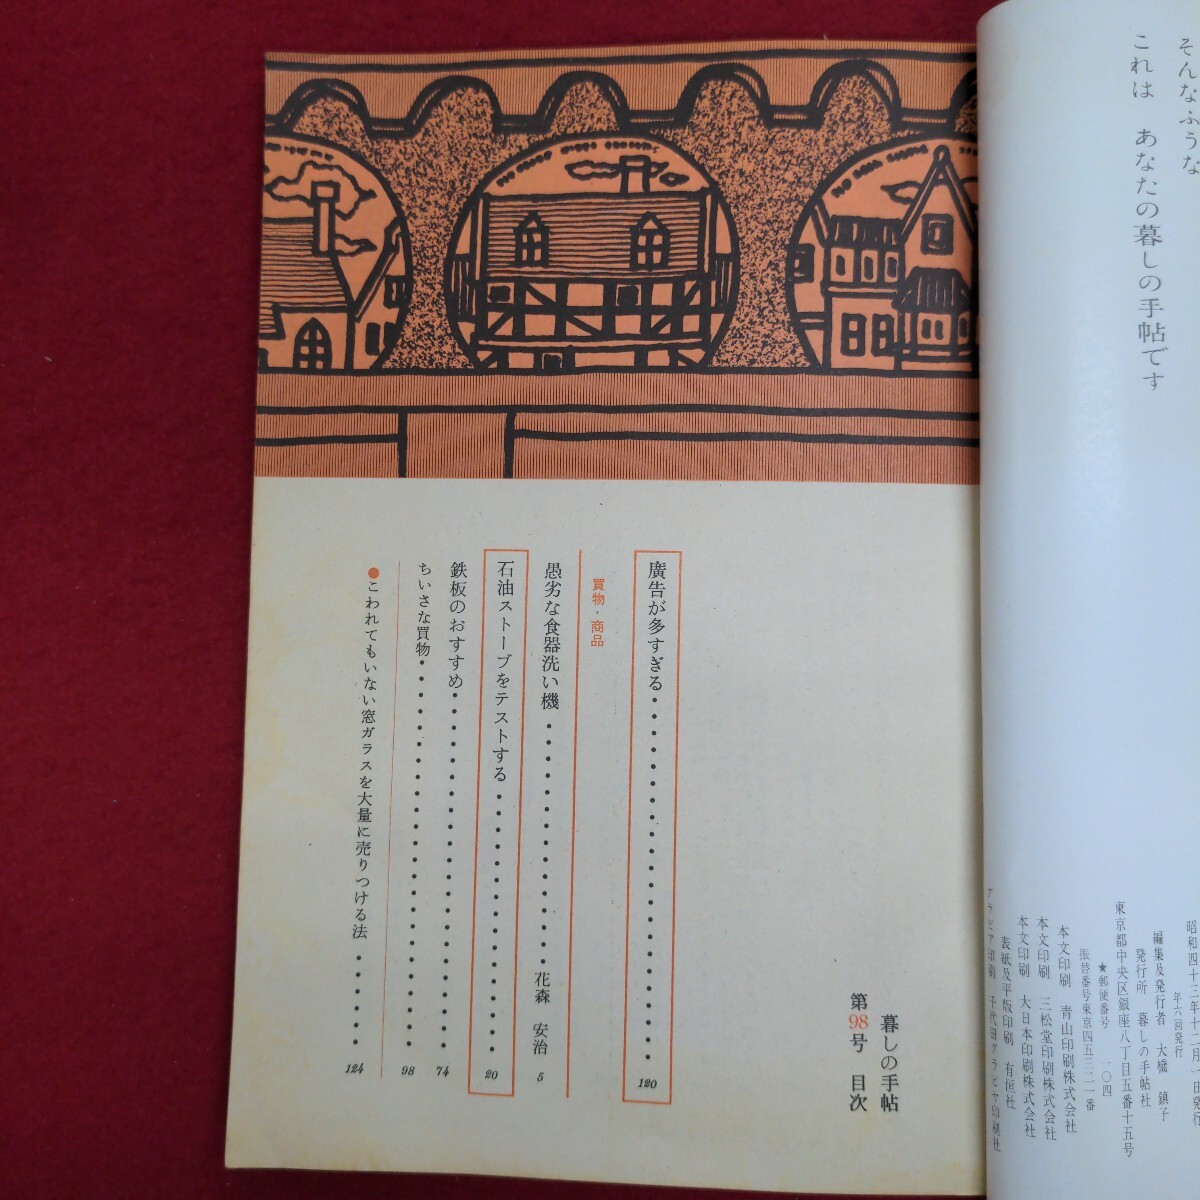 そんなふうな
これは　あなたの暮しの手帖です
昭和四十三年十二月一日発行
年六回発行
編集及発行者　大橋　鎮子
発行所　暮しの手帖社
東京都中央区銀座八丁目五番十五号
★郵便番号　一〇四
振替番号東京四五三二一番
本文印刷　青山印刷株式会社
本文印刷　三松堂印刷株式会社
本文印刷　大日本印刷株式会社
表紙及平版印刷　有恒社
グラビア印刷　千代田グラビヤ印刷社
暮しの手帖
第98号　目次
廣告が多すぎる・・・・・・・・・・・・・・・・・・・・・・120
買物・商品
愚劣な食器洗い機・・・・・・・・・・・・・・・花森　安治　5
石油ストーブをテストする・・・・・・・・・・・・・・・・・20
鉄板のおすすめ・・・・・・・・・・・・・・・・・・・・・・74
ちいさな買物・・・・・・・・・・・・・・・・・・・・・・・・98
●こわれてもいない窓ガラスを大量に売りつける法・・・・・・124